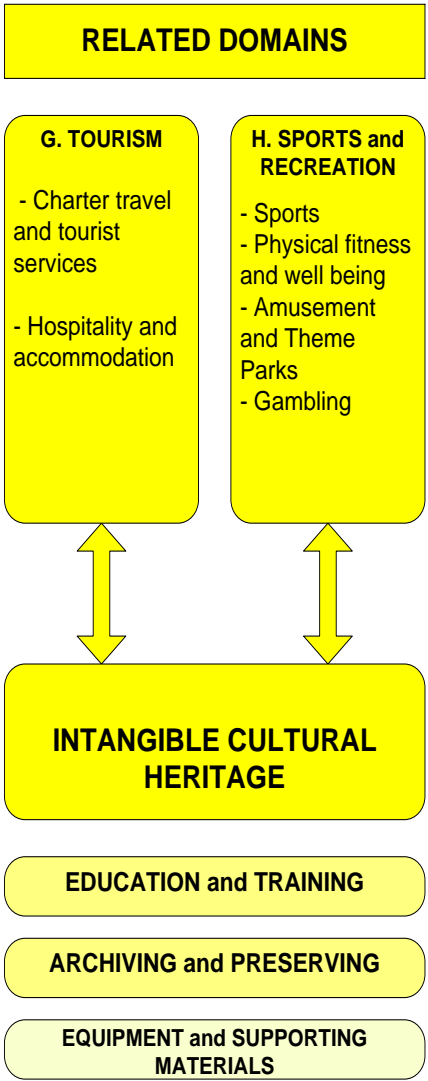 RELATED DOMAINS
G. TOURISM
- Charter travel
and tourist
services
- Hospitality and
accommodation
H. SPORTS and
RECREATION
- Sports
- Physical fitness
and well being
- Amusement
and Theme
Parks
- Gambling
INTANGIBLE CULTURAL
HERITAGE
EDUCATION and TRAINING
ARCHIVING and PRESERVING
EQUIPMENT and SUPPORTING
MATERIALS